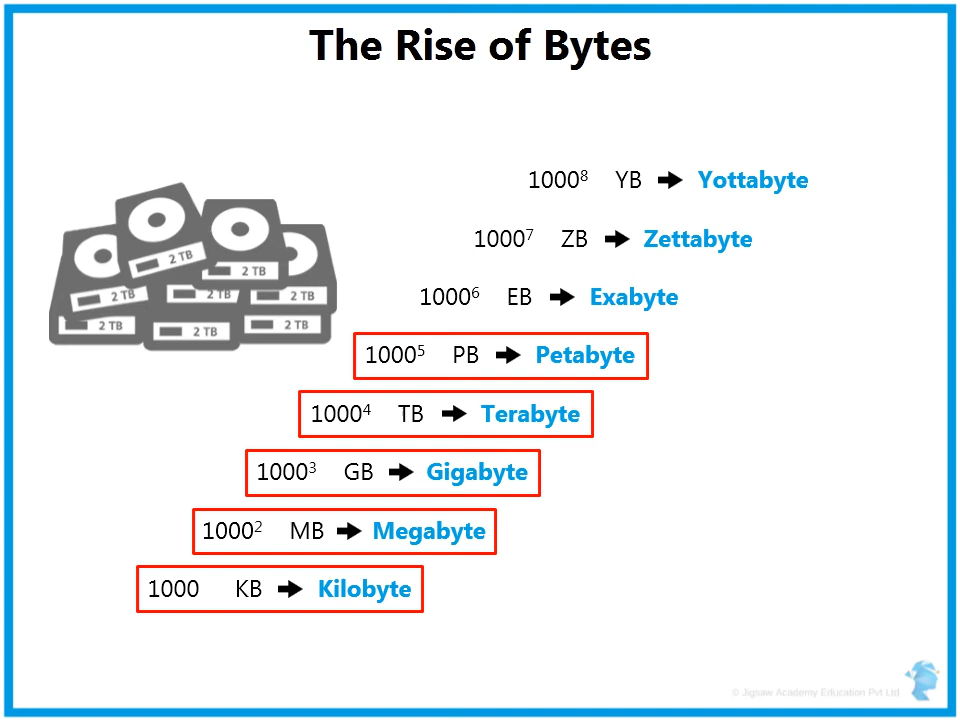 The Rise of Bytes
1000⁸ YB → Yottabyte
1000⁷ ZB → Zettabyte
1000⁶ EB → Exabyte
1000⁵ PB → Petabyte
1000⁴ TB → Terabyte
1000³ GB → Gigabyte
1000² MB → Megabyte
1000 KB → Kilobyte
2 TB
2 TB
2 TB
2 TB
2 TB
2 TB
2 TB
2 TB
© Jigsaw Academy Education Pvt Ltd